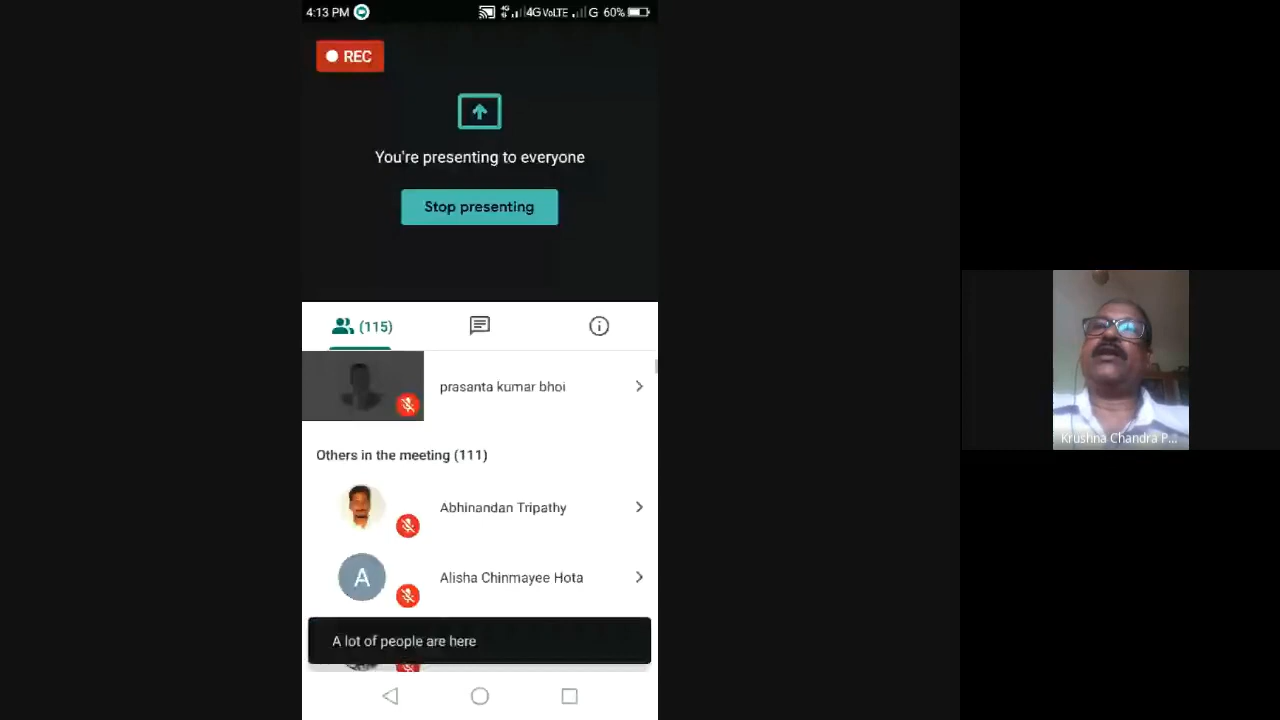 4:13 PM 4G 4G VoLTE G 60%
REC
You're presenting to everyone
Stop presenting
(115)
prasanta kumar bhoi
Others in the meeting (111)
Abhinandan Tripathy
A Alisha Chinmayee Hota
A lot of people are here
Krushna Chandra P...